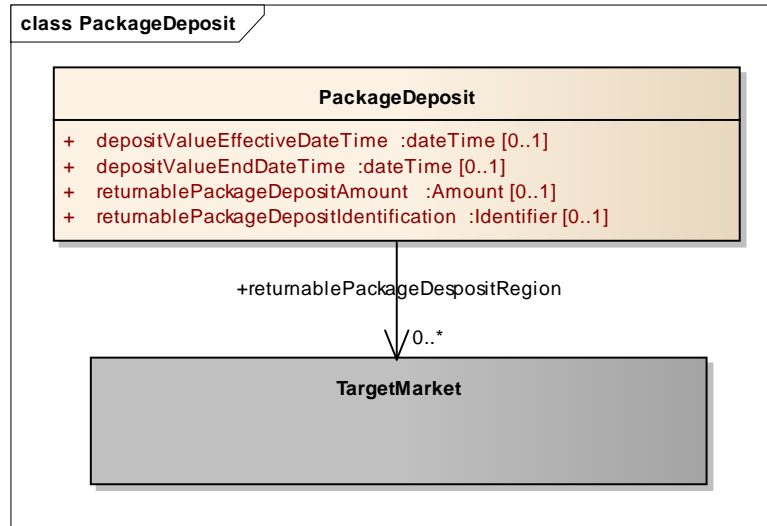 class PackageDeposit
PackageDeposit
+ depositValueEffectiveDateTime :dateTime [0..1]
+ depositValueEndDateTime :dateTime [0..1]
+ returnablePackageDepositAmount :Amount [0..1]
+ returnablePackageDepositIdentification :Identifier [0..1]
+returnablePackageDespositRegion
0..*
TargetMarket